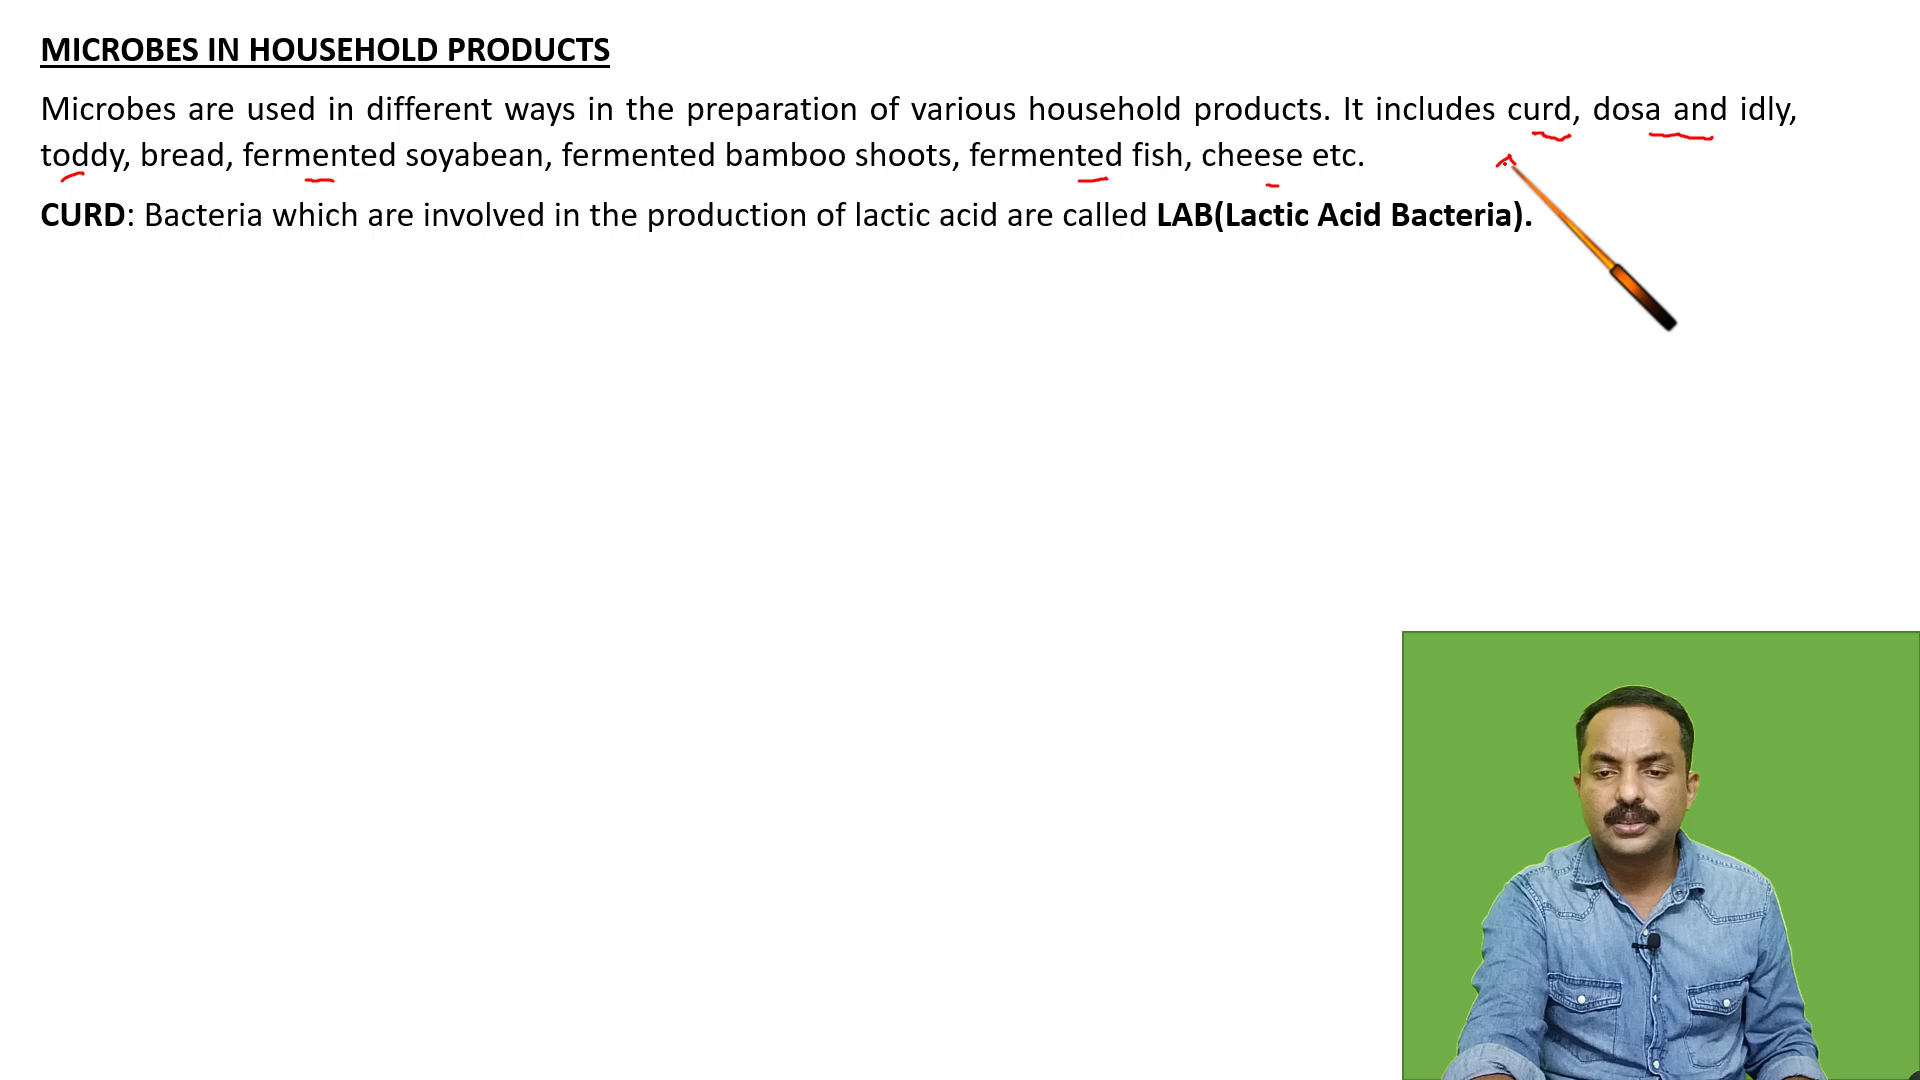 MICROBES IN HOUSEHOLD PRODUCTS
Microbes are used in different ways in the preparation of various household products. It includes curd, dosa and idly,
toddy, bread, fermented soyabean, fermented bamboo shoots, fermented fish, cheese etc.
CURD: Bacteria which are involved in the production of lactic acid are called LAB(Lactic Acid Bacteria).